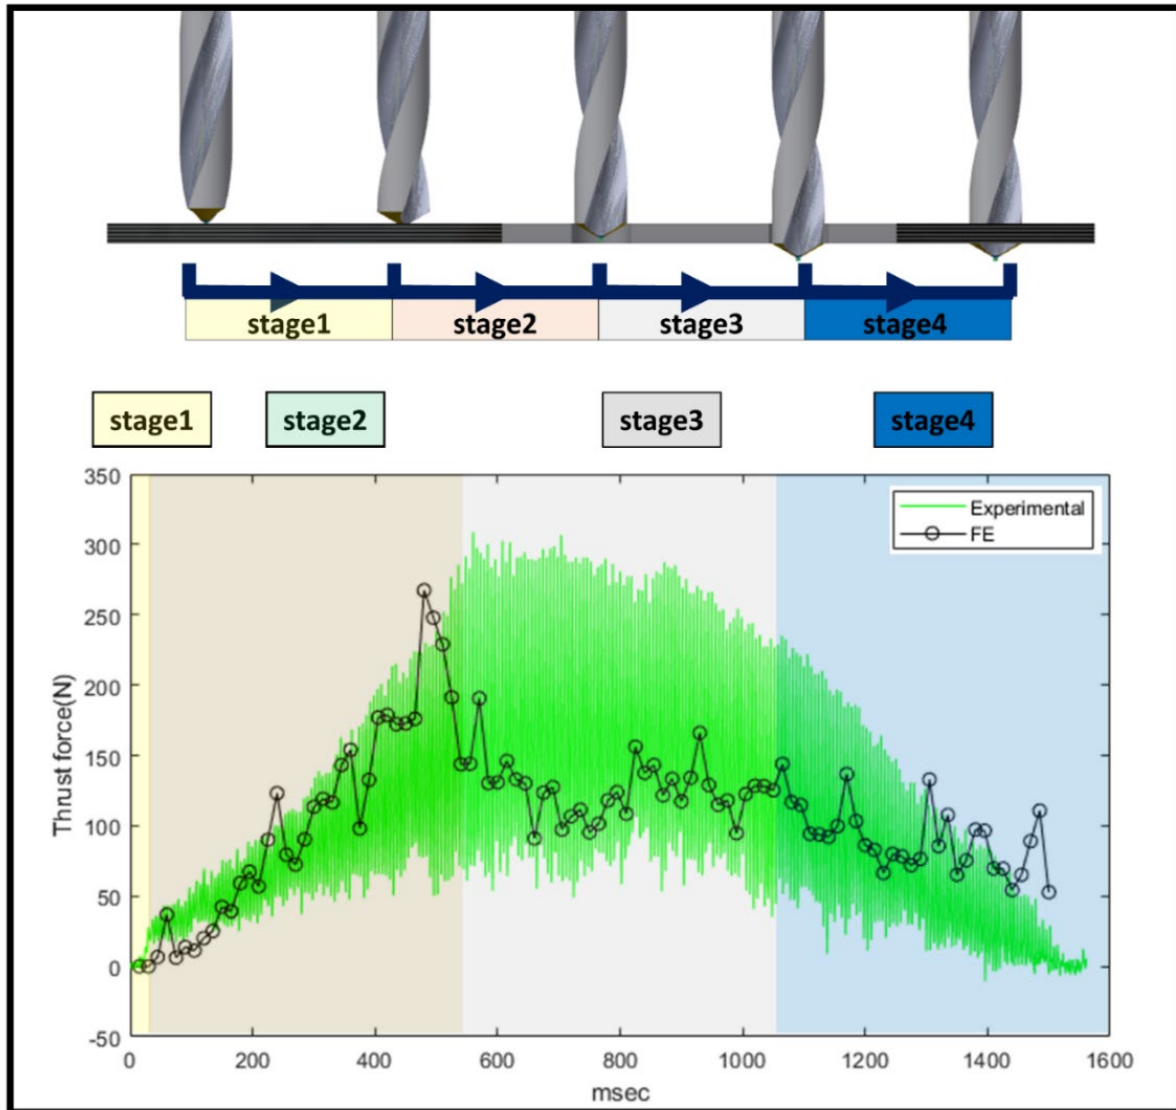 stage1 stage2 stage3 stage4
stage1 stage2 stage3 stage4
350
300
250
200
150
100
50
0
-50
Thrust force(N)
Experimental
FE
0 200 400 600 800 1000 1200 1400 1600
msec